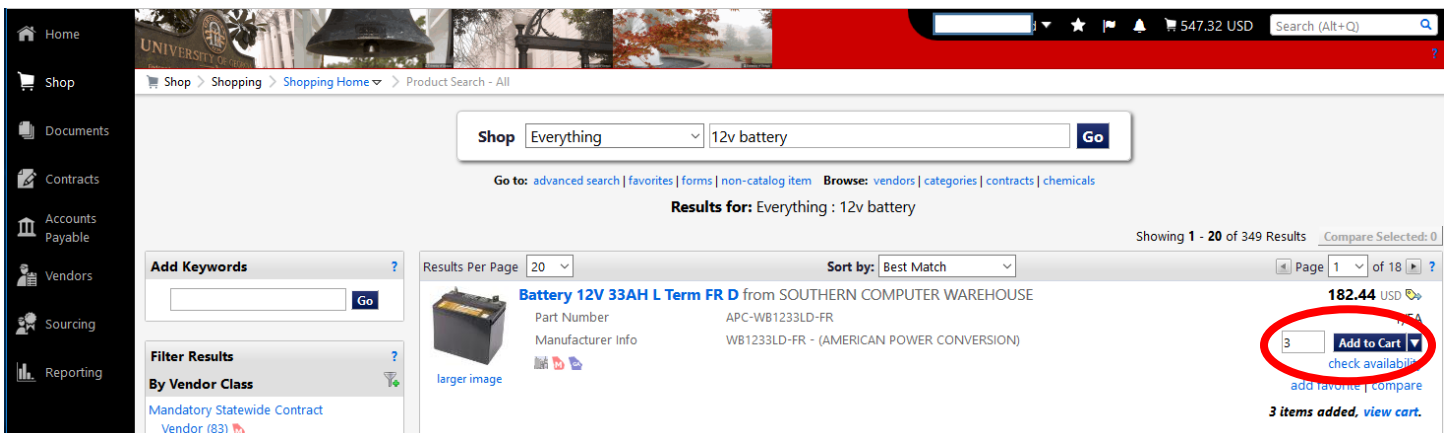 Home
Shop
Documents
Contracts
Accounts
Payable
Vendors
Sourcing
Reporting
UNIVERSITY OF GEORGIA
547.32 USD Search (Alt+Q)
?
Shop > Shopping > Shopping Home > Product Search - All
Shop Everything 12v battery Go
Go to: advanced search | favorites | forms | non-catalog item Browse: vendors | categories | contracts | chemicals
Results for: Everything : 12v battery
Showing 1 - 20 of 349 Results Compare Selected: 0
Add Keywords ?
Go
Filter Results ?
By Vendor Class
Mandatory Statewide Contract
Vendor (83)
Results Per Page 20 Sort by: Best Match Page 1 of 18 ?
Battery 12V 33AH L Term FR D from SOUTHERN COMPUTER WAREHOUSE 182.44 USD
Part Number APC-WB1233LD-FR
Manufacturer Info WB1233LD-FR - (AMERICAN POWER CONVERSION)
larger image
3 Add to Cart
check availability
add favorite | compare
3 items added, view cart.